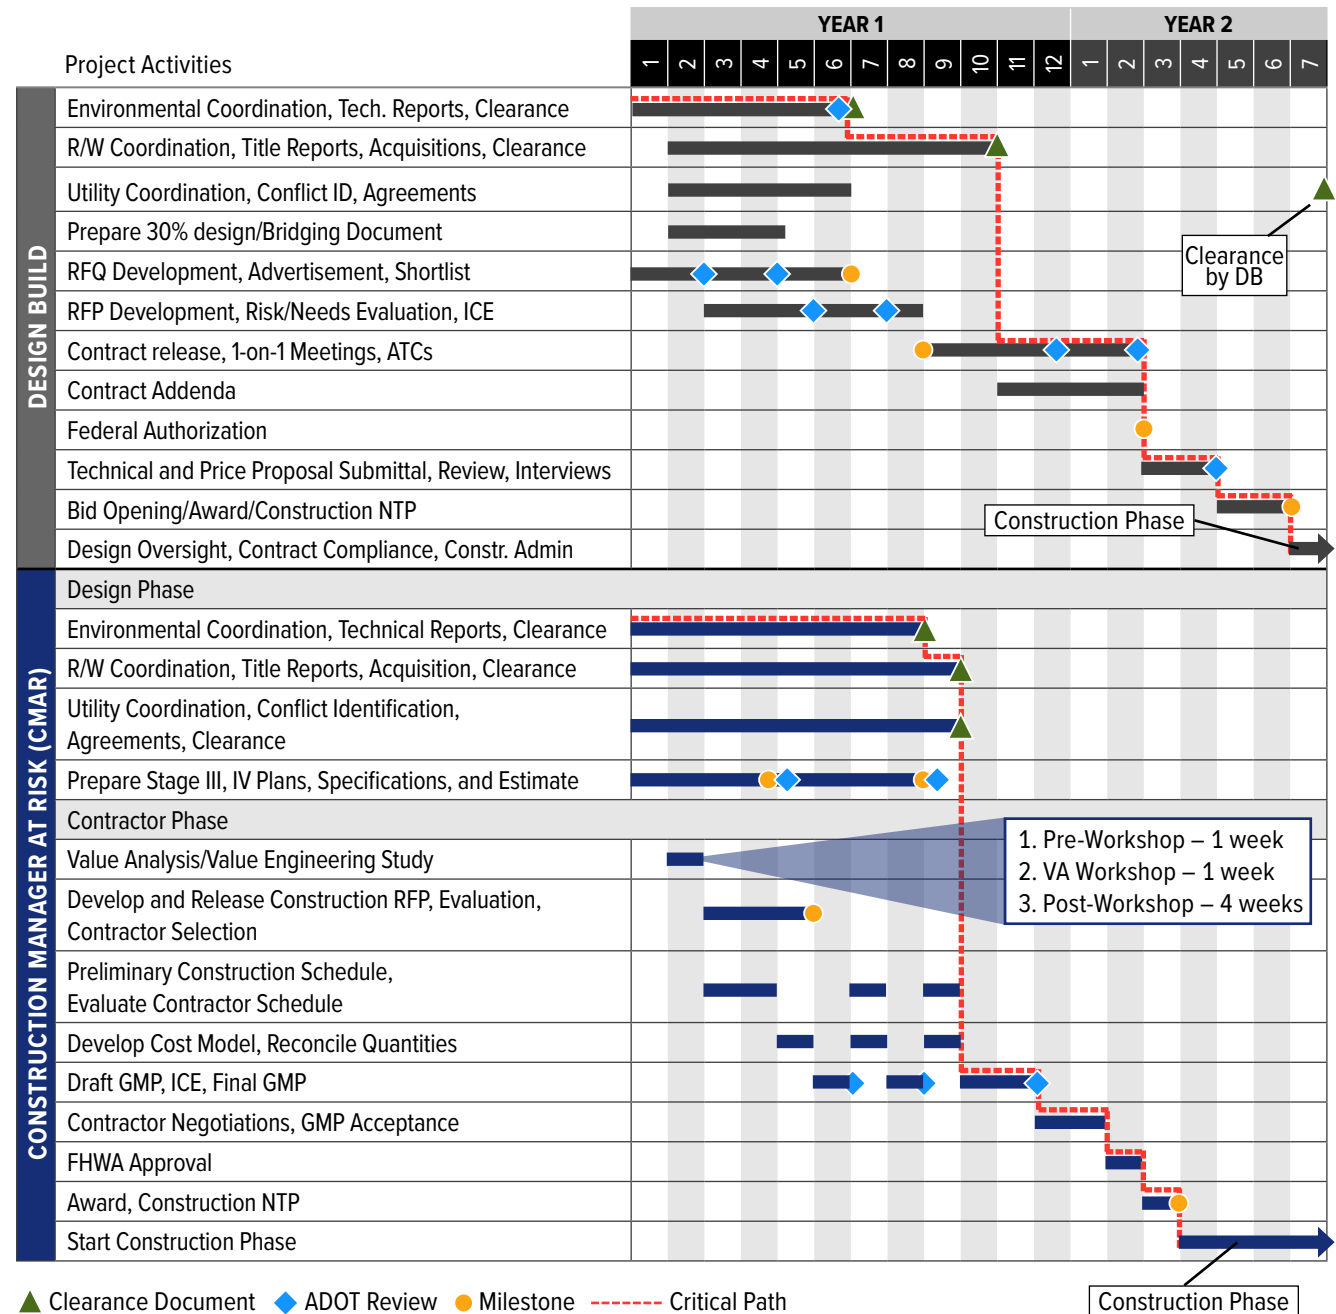 YEAR 1
YEAR 2
Project Activities
1 2 3 4 5 6 7 8 9 10 11 12 1 2 3 4 5 6 7
DESIGN BUILD
Environmental Coordination, Tech. Reports, Clearance
R/W Coordination, Title Reports, Acquisitions, Clearance
Utility Coordination, Conflict ID, Agreements
Prepare 30% design/Bridging Document
Clearance
by DB
RFQ Development, Advertisement, Shortlist
RFP Development, Risk/Needs Evaluation, ICE
Contract release, 1-on-1 Meetings, ATCs
Contract Addenda
Federal Authorization
Technical and Price Proposal Submittal, Review, Interviews
Bid Opening/Award/Construction NTP
Construction Phase
Design Oversight, Contract Compliance, Constr. Admin
CONSTRUCTION MANAGER AT RISK (CMAR)
Design Phase
Environmental Coordination, Technical Reports, Clearance
R/W Coordination, Title Reports, Acquisition, Clearance
Utility Coordination, Conflict Identification,
Agreements, Clearance
Prepare Stage III, IV Plans, Specifications, and Estimate
Contractor Phase
Value Analysis/Value Engineering Study
1. Pre-Workshop – 1 week
2. VA Workshop – 1 week
3. Post-Workshop – 4 weeks
Develop and Release Construction RFP, Evaluation,
Contractor Selection
Preliminary Construction Schedule,
Evaluate Contractor Schedule
Develop Cost Model, Reconcile Quantities
Draft GMP, ICE, Final GMP
Contractor Negotiations, GMP Acceptance
FHWA Approval
Award, Construction NTP
Start Construction Phase
Construction Phase
Clearance Document ADOT Review Milestone Critical Path